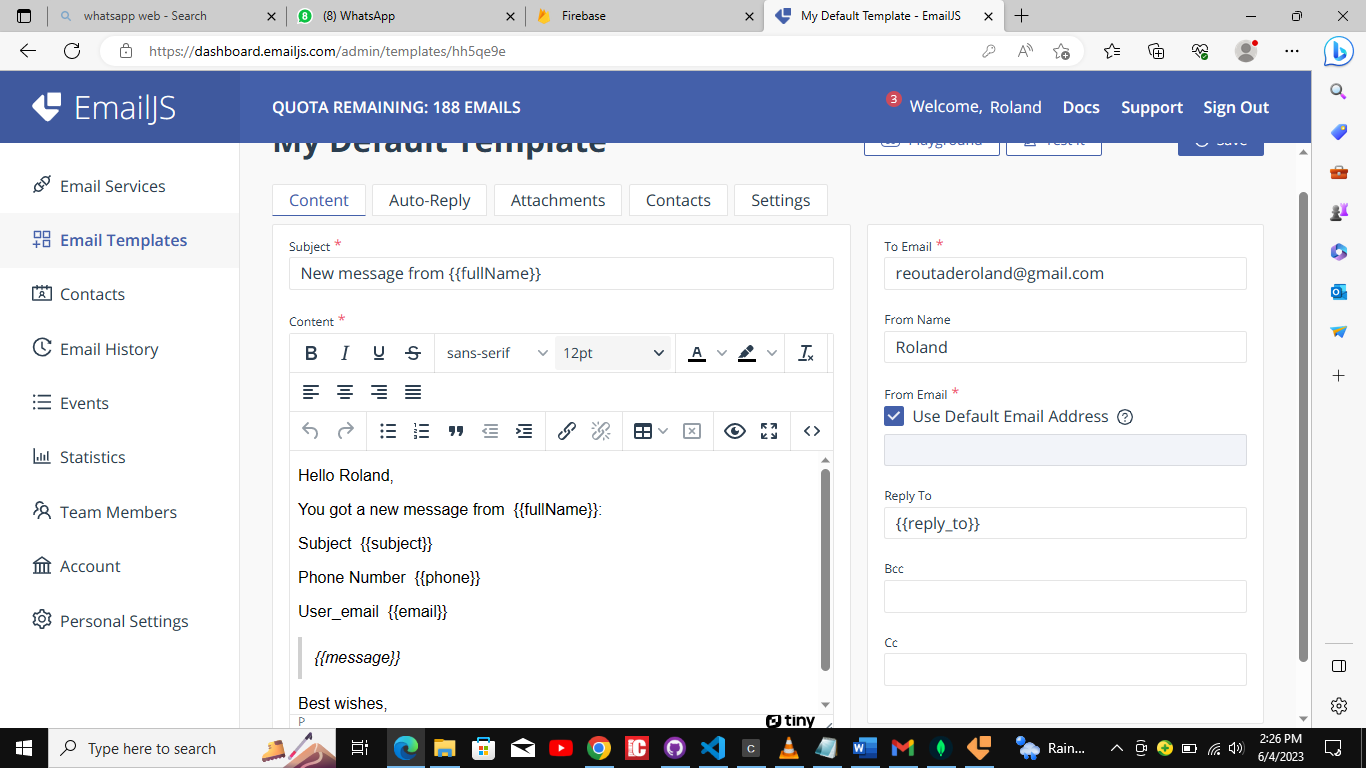 whatsapp web - Search
(8) WhatsApp
Firebase
My Default Template - EmailJS
https://dashboard.emailjs.com/admin/templates/hh5qe9e
EmailJS
QUOTA REMAINING: 188 EMAILS
3
Welcome, Roland
Docs
Support
Sign Out
My Default Template
Playground
Test It
Save
Email Services
Email Templates
Contacts
Email History
Events
Statistics
Team Members
Account
Personal Settings
Content
Auto-Reply
Attachments
Contacts
Settings
Subject *
New message from {{fullName}}
Content *
B I U S sans-serif 12pt A
Hello Roland,
You got a new message from {{fullName}}:
Subject {{subject}}
Phone Number {{phone}}
User_email {{email}}
{{message}}
Best wishes,
P
tiny
To Email *
reoutaderoland@gmail.com
From Name
Roland
From Email *
Use Default Email Address
Reply To
{{reply_to}}
Bcc
Cc
Type here to search
Rain...
2:26 PM
6/4/2023